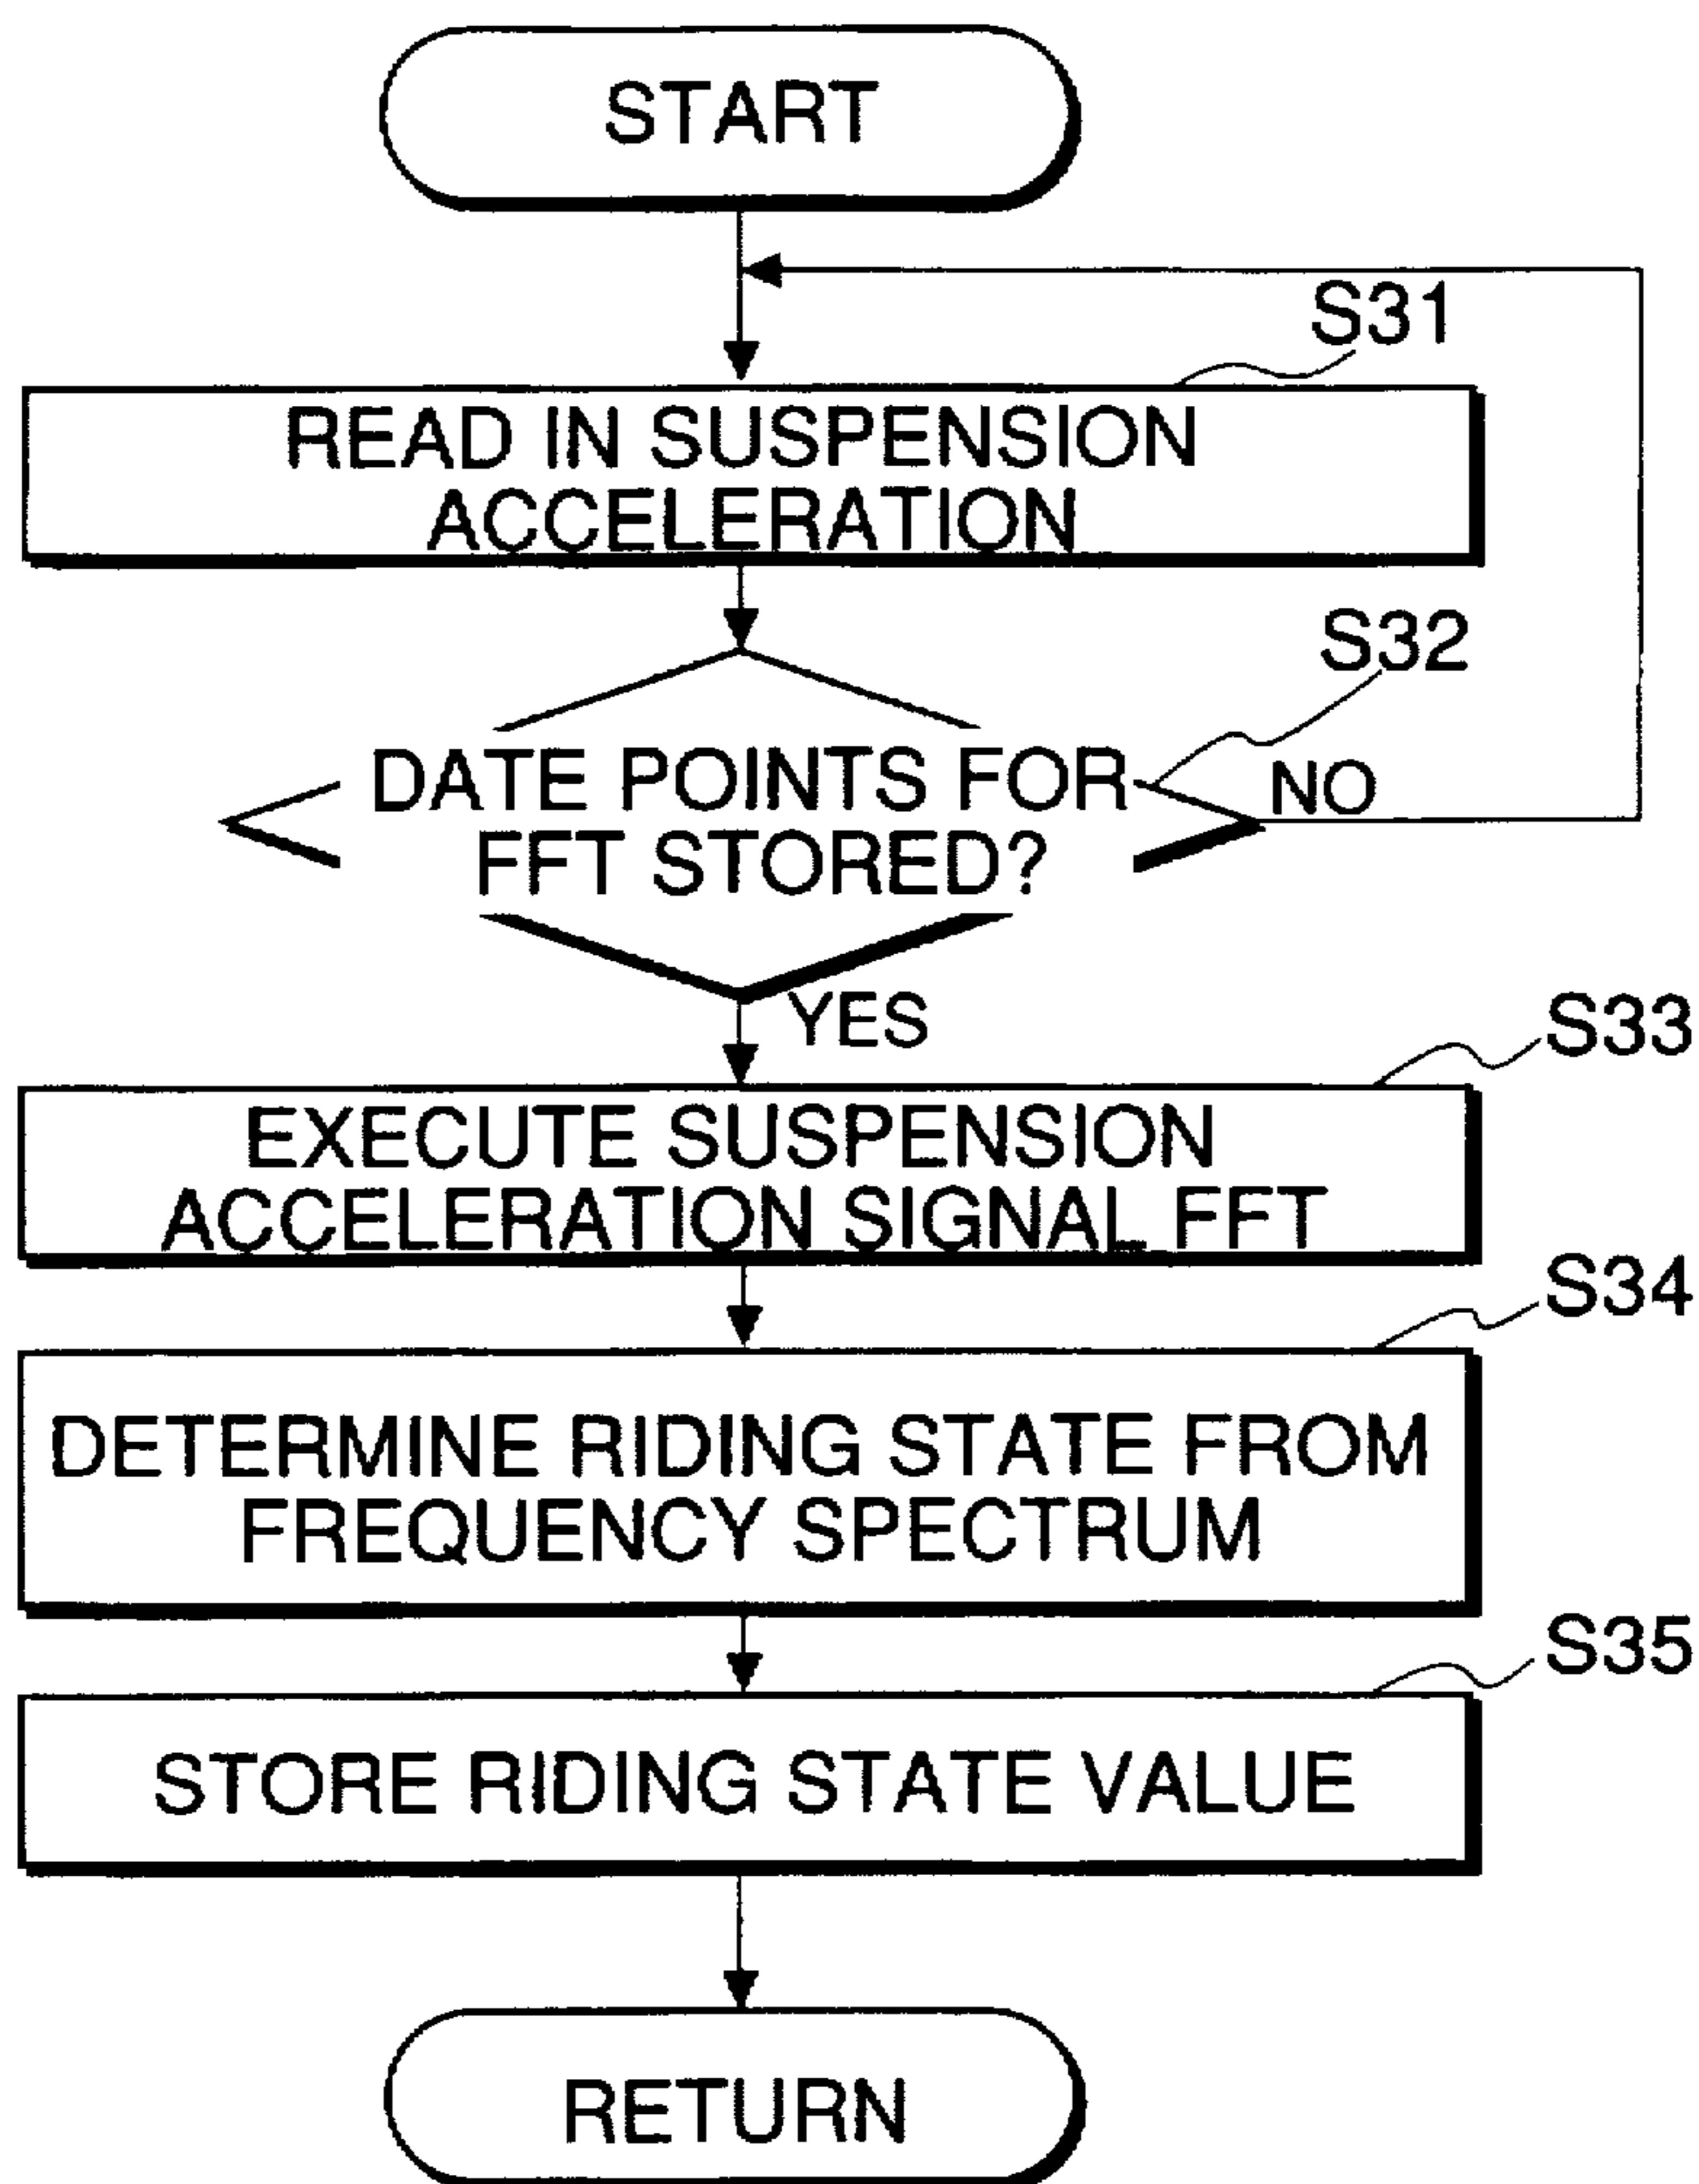 START
S31
READ IN SUSPENSION
ACCELERATION
S32
DATE POINTS FOR
FFT STORED?
NO
YES
S33
EXECUTE SUSPENSION
ACCELERATION SIGNAL FFT
S34
DETERMINE RIDING STATE FROM
FREQUENCY SPECTRUM
S35
STORE RIDING STATE VALUE
RETURN